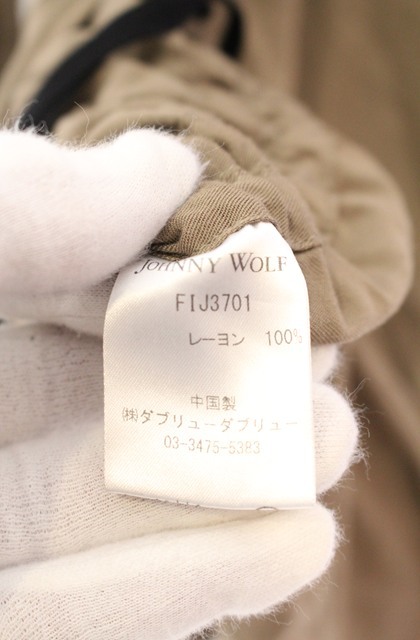 JOHNNY WOLF
FIJ3701
レーヨン 100%
中国製
㈱ダブリューダブリュー
03-3475-5383